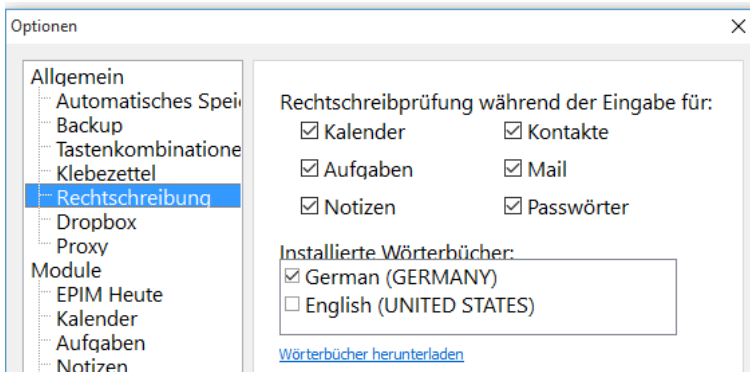 Optionen
Allgemein
Automatisches Spei
Backup
Tastenkombinatione
Klebezettel
Rechtschreibung
Dropbox
Proxy
Module
EPIM Heute
Kalender
Aufgaben
Notizen
Rechtschreibprüfung während der Eingabe für:
Kalender Kontakte
Aufgaben Mail
Notizen Passwörter
Installierte Wörterbücher:
German (GERMANY)
English (UNITED STATES)
Wörterbücher herunterladen